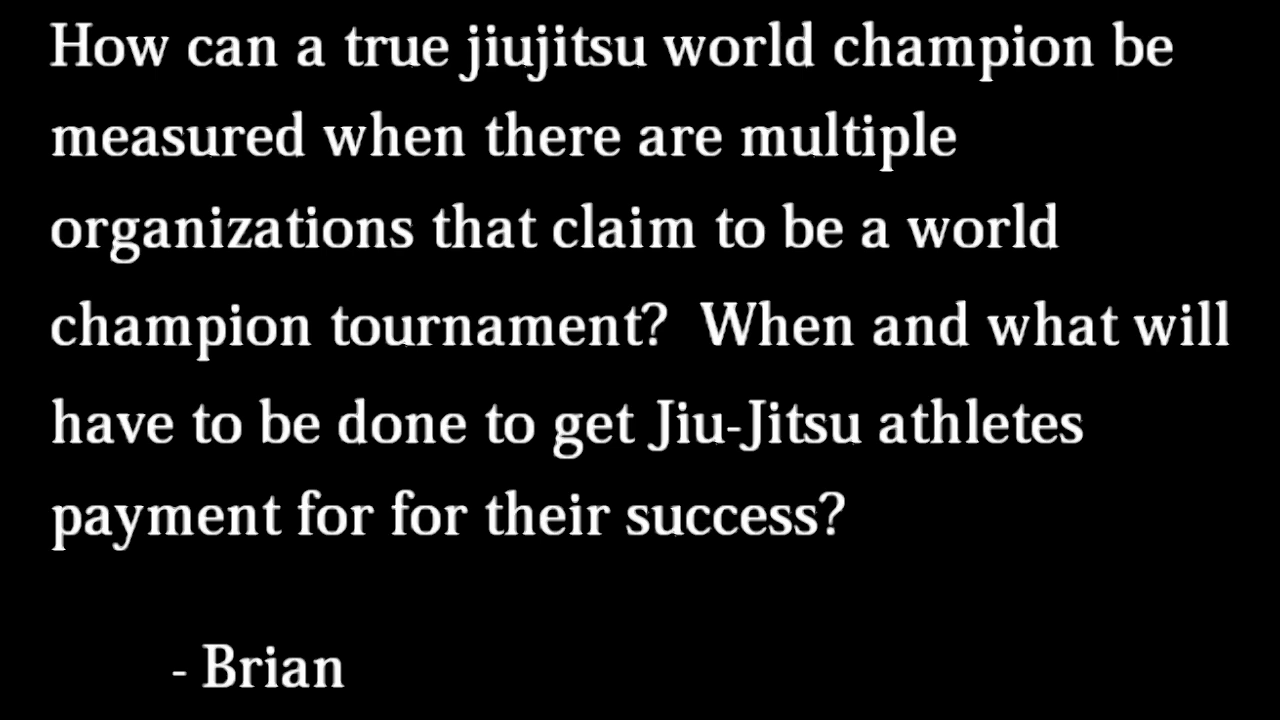 How can a true jiujitsu world champion be
measured when there are multiple
organizations that claim to be a world
champion tournament?  When and what will
have to be done to get Jiu-Jitsu athletes
payment for for their success?
- Brian